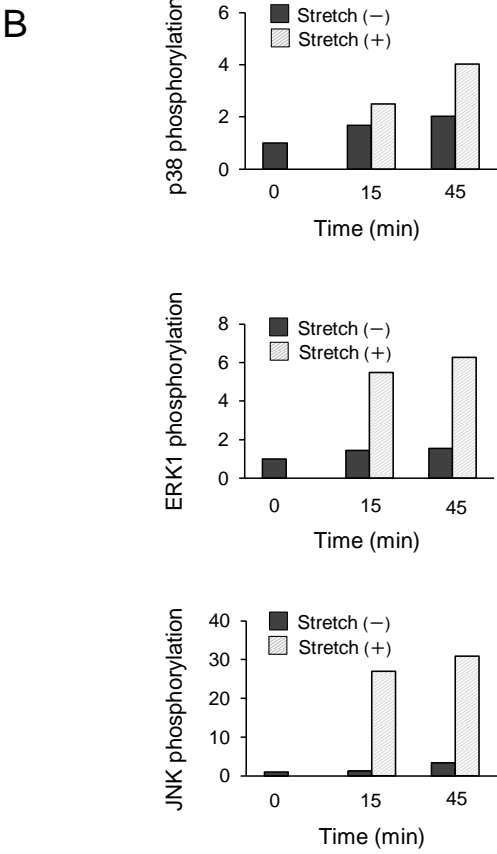 B
p38 phosphorylation
6
4
2
0
Stretch (−)
Stretch (+)
0 15 45
Time (min)
ERK1 phosphorylation
8
6
4
2
0
Stretch (−)
Stretch (+)
0 15 45
Time (min)
JNK phosphorylation
40
30
20
10
0
Stretch (−)
Stretch (+)
0 15 45
Time (min)